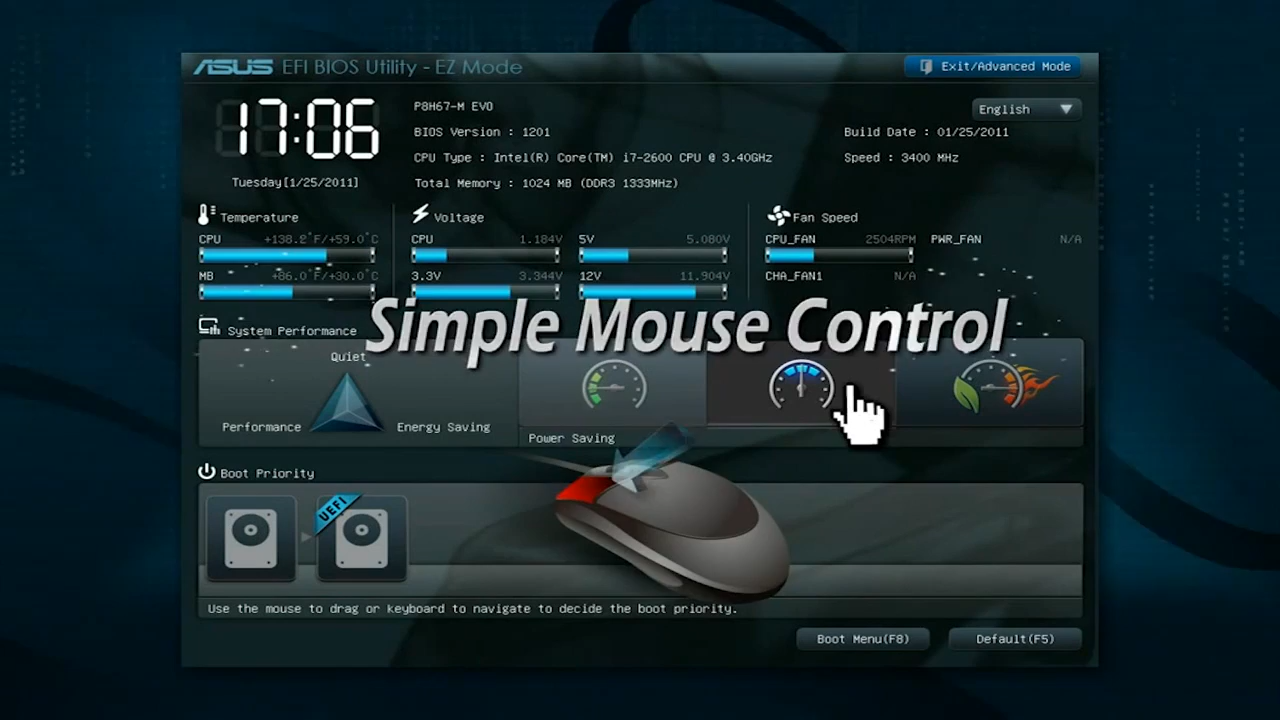 ASUS EFI BIOS Utility - EZ Mode
Exit/Advanced Mode
17:06
Tuesday[1/25/2011]
P8H67-M EVO
BIOS Version : 1201
CPU Type : Intel(R) Core(TM) i7-2600 CPU @ 3.40GHz
Total Memory : 1024 MB (DDR3 1333MHz)
English
Build Date : 01/25/2011
Speed : 3400 MHz
Temperature
CPU +138.2°F/+59.0°C
MB +86.0°F/+30.0°C
Voltage
CPU 1.184V 5V 5.080V
3.3V 3.344V 12V 11.904V
Fan Speed
CPU_FAN 2504RPM PWR_FAN N/A
CHA_FAN1 N/A
Simple Mouse Control
System Performance
Quiet
Performance
Energy Saving
Power Saving
Boot Priority
UEFI
Use the mouse to drag or keyboard to navigate to decide the boot priority.
Boot Menu(F8)
Default(F5)